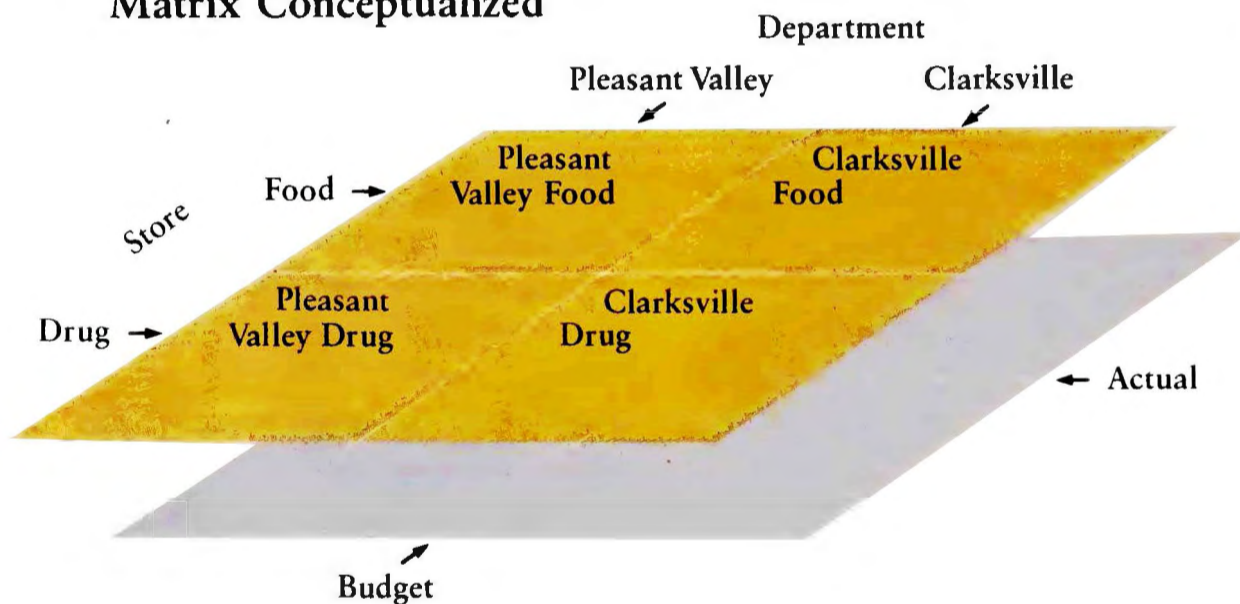 Matrix Conceptualized
Department
Pleasant Valley
Clarksville
Pleasant
Valley Food
Clarksville
Food
Food
Store
Pleasant
Valley Drug
Clarksville
Drug
Drug
Actual
Budget